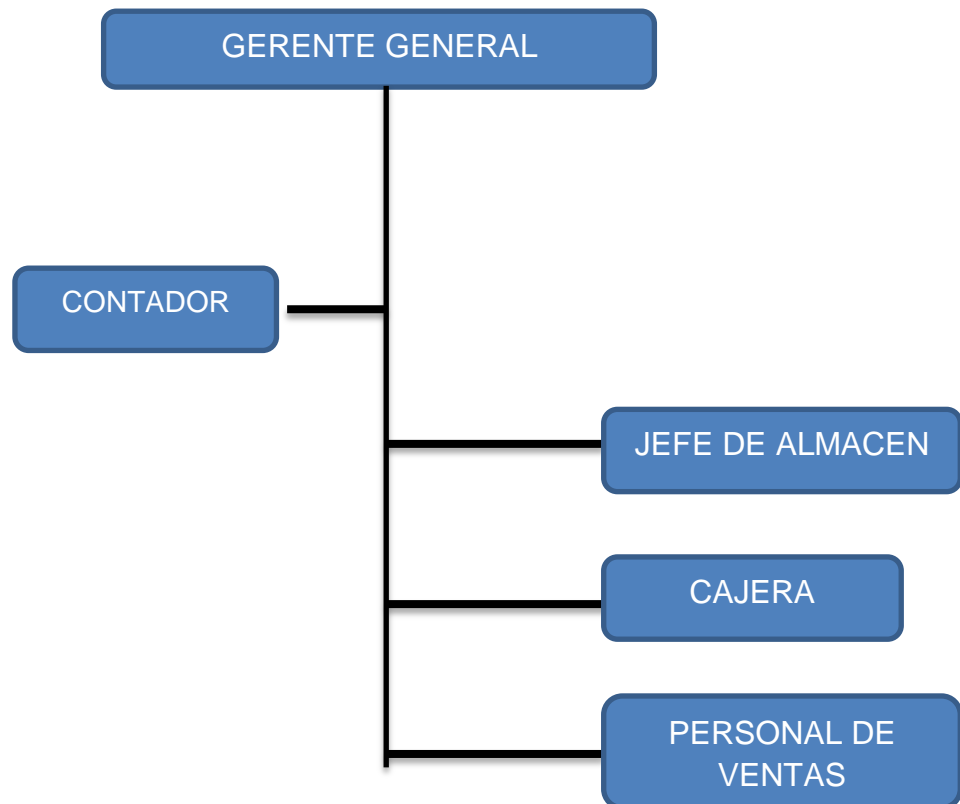 GERENTE GENERAL
CONTADOR
JEFE DE ALMACEN
CAJERA
PERSONAL DE
VENTAS